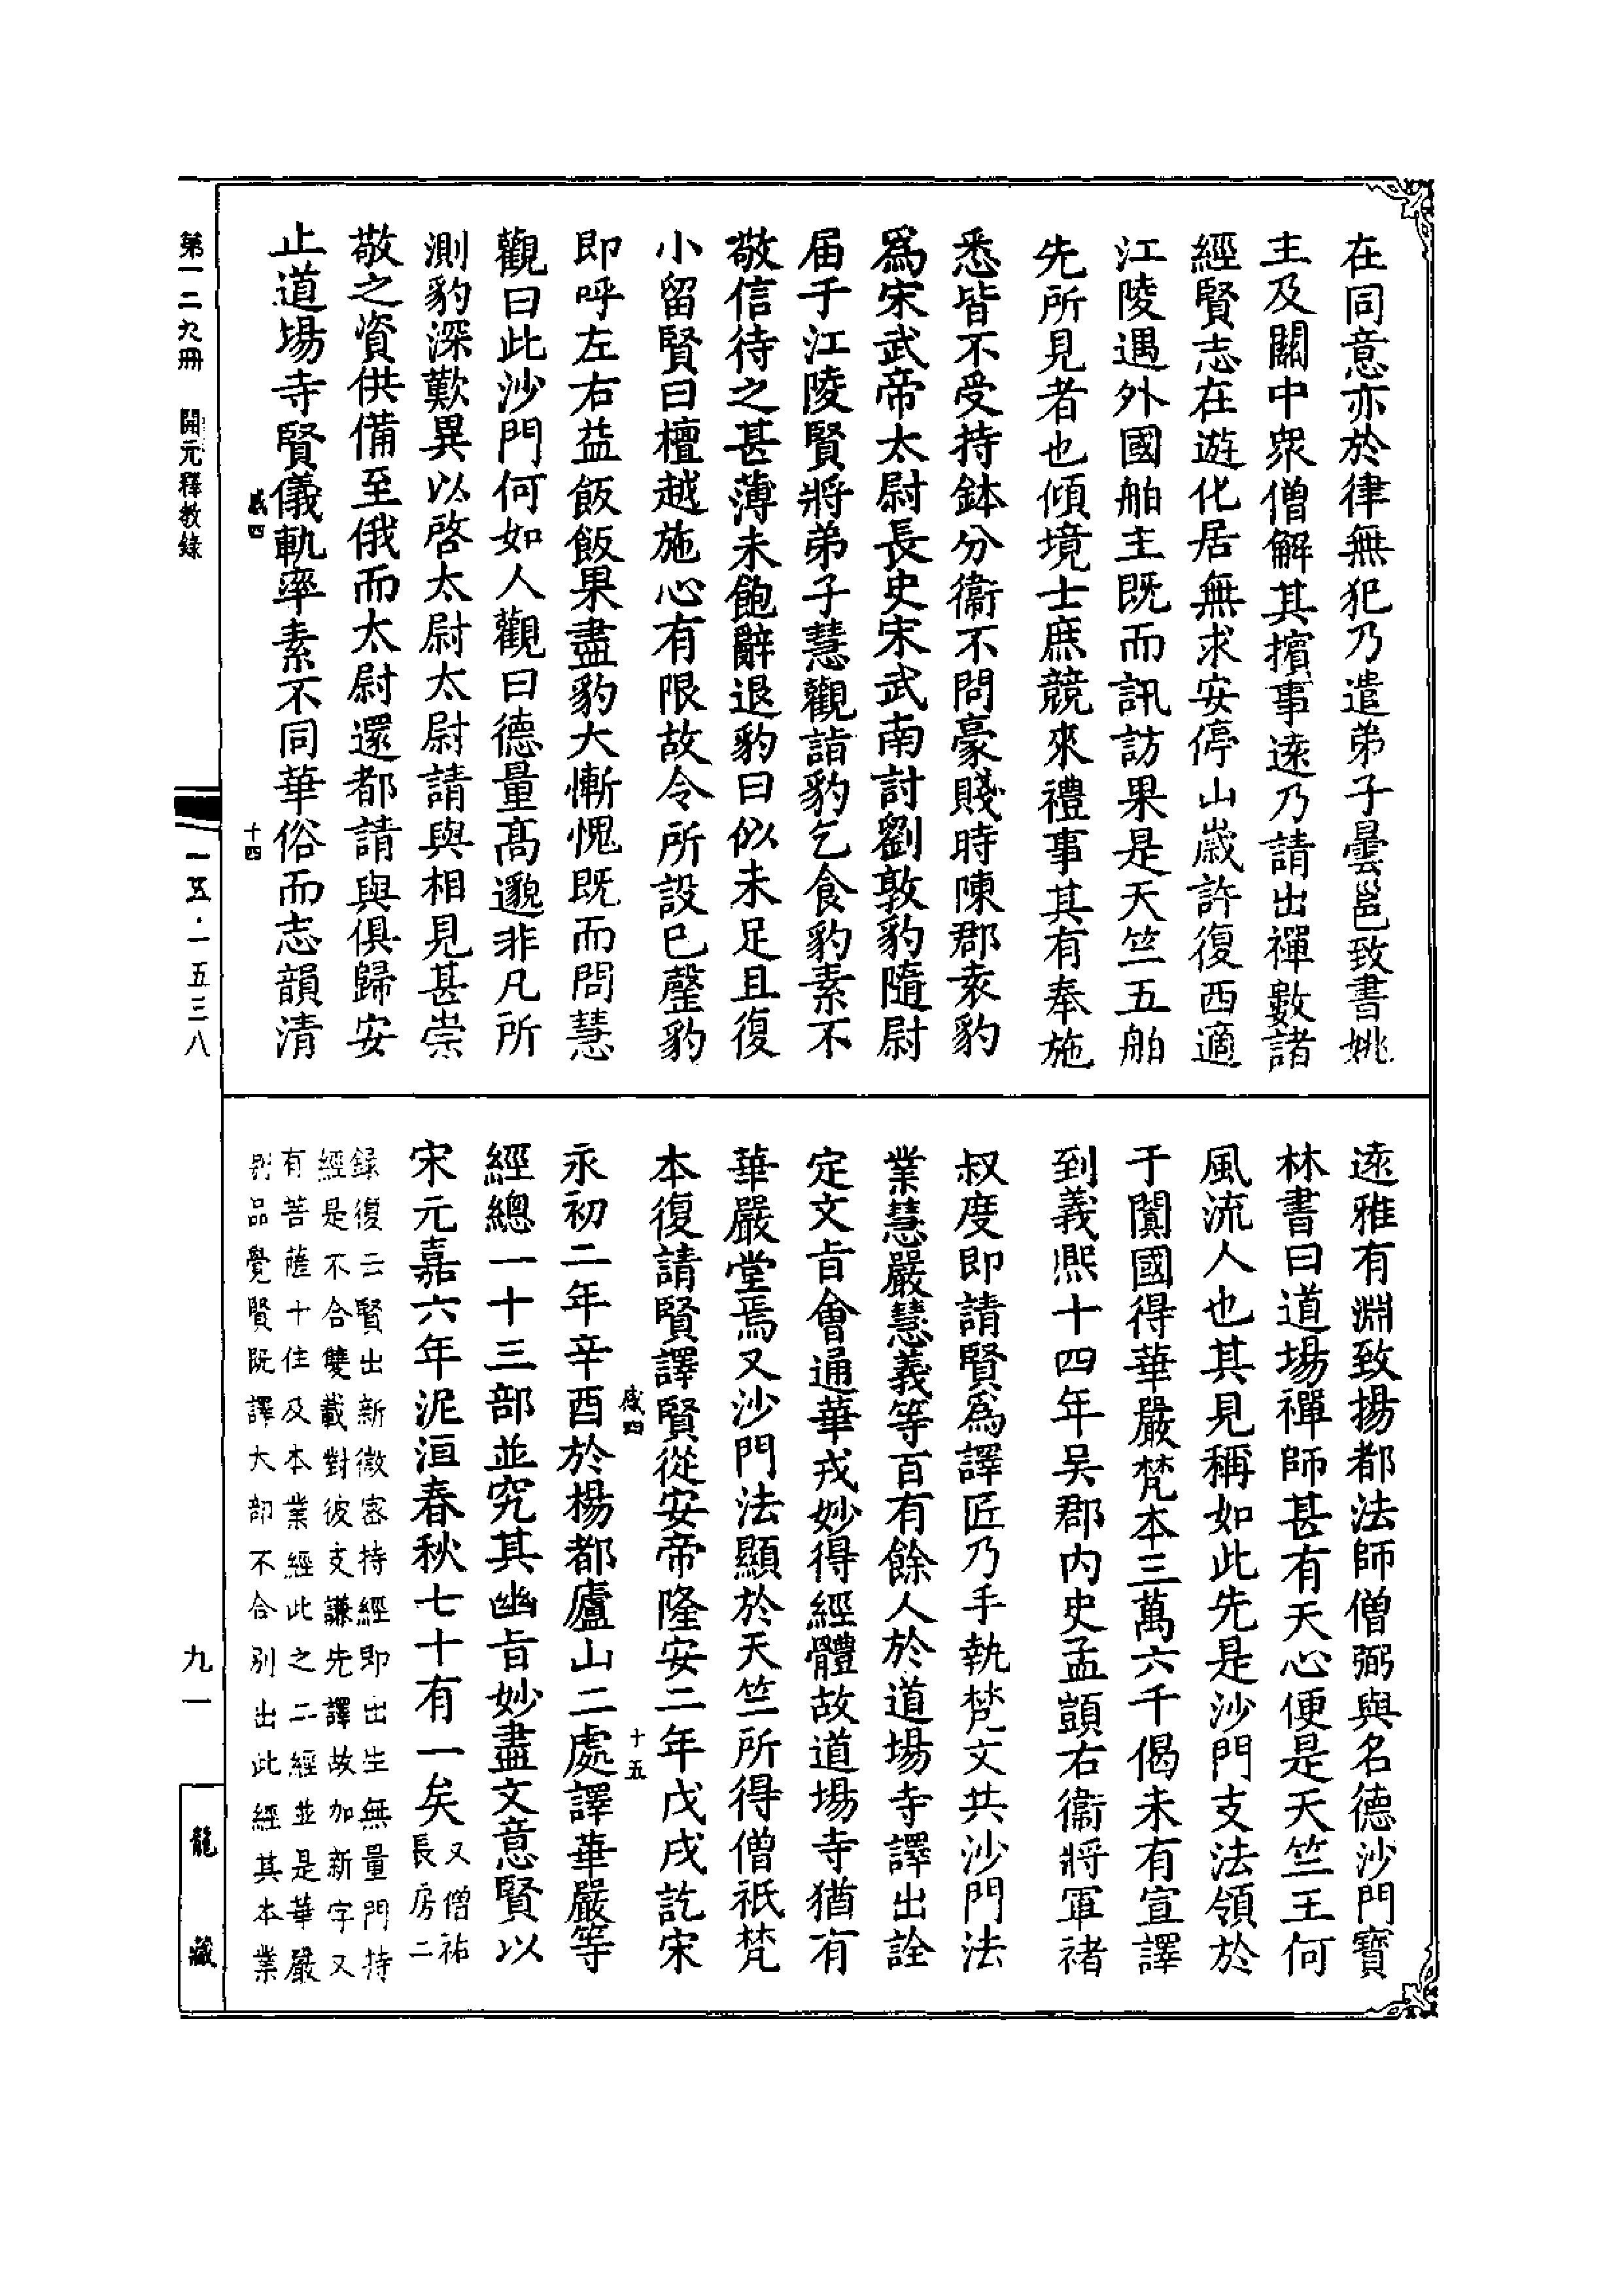 在同意亦於律無犯乃遣弟子曇邕致書姚
主及關中衆僧解其擯事遠乃請出禪數諸
經賢志在遊化居無求安停山歲許復西適
江陵遇外國舶主既而訊訪果是天竺五舶
先所見者也傾境士庶競來禮事其有奉施
悉皆不受持鉢分衞不問豪賤時陳郡袁豹
爲宋武帝太尉長史宋武南討劉敦豹隨尉
届于江陵賢將弟子慧觀詣豹乞食豹素不
敬信待之甚薄未飽辭退豹曰似未足且復
小留賢曰檀越施心有限故令所設已罄豹
即呼左右益飯飯果盡豹大慚愧既而問慧
觀曰此沙門何如人觀曰德量高邈非凡所
測豹深歎異以啓太尉太尉請與相見甚崇
敬之資供備至俄而太尉還都請與俱歸安
止道場寺賢儀軌率素不同華俗而志韻清
感四
十四
遠雅有淵致揚都法師僧弼與名德沙門寶
林書曰道場禪師甚有天心便是天竺王何
風流人也其見稱如此先是沙門支法領於
于闐國得華嚴梵本三萬六千偈未有宣譯
到義熙十四年吴郡内史孟顗右衞將軍禇
叔度即請賢爲譯匠乃手執梵文共沙門法
業慧嚴慧義等百有餘人於道場寺譯出詮
定文旨會通華戎妙得經體故道場寺猶有
華嚴堂焉又沙門法顯於天竺所得僧祇梵
本復請賢譯賢從安帝隆安二年戊戌訖宋
感四
十五
永初二年辛酉於楊都廬山二處譯華嚴等
經總一十三部並究其幽旨妙盡文意賢以
宋元嘉六年泥洹春秋七十有一矣又僧祐
長房二
錄復云賢出新微密持經即出生無量門持
經是不合雙載對彼支謙先譯故加新字又
有菩薩十住及本業經此之二經並是華嚴
别品覺賢既譯大部不合别出此經其本業
第一二九冊　開元釋教錄
一五·一五三八
九一
龍藏